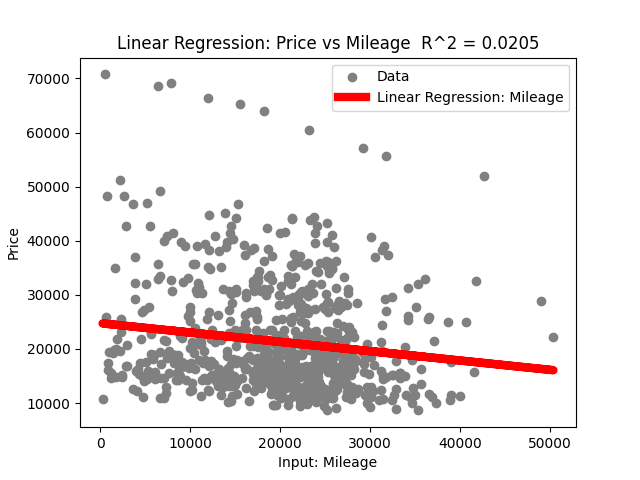 Linear Regression: Price vs Mileage  R^2 = 0.0205
Data
Linear Regression: Mileage
70000
60000
50000
40000
30000
20000
10000
Price
0
10000
20000
30000
40000
50000
Input: Mileage